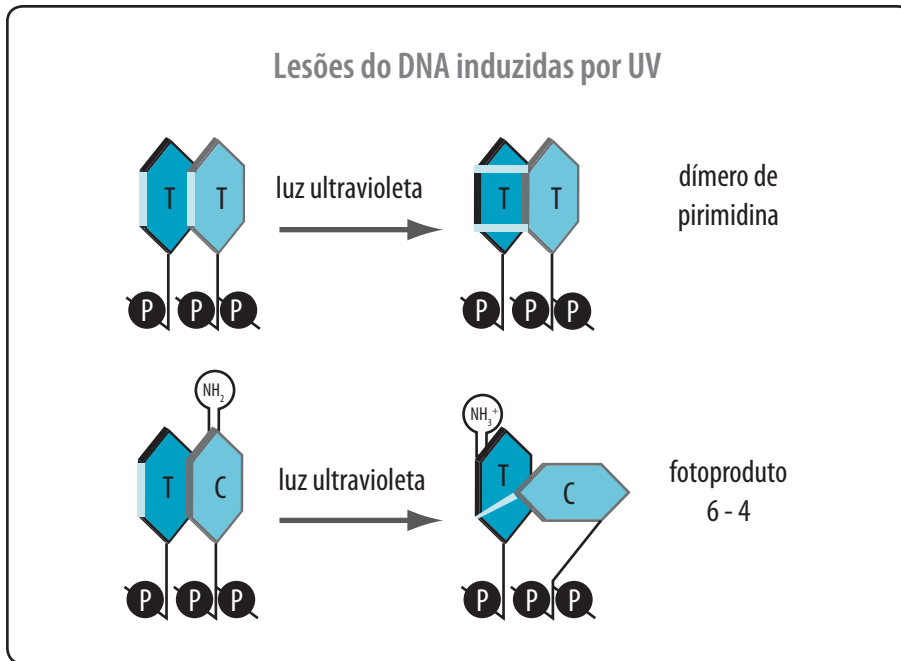 Lesões do DNA induzidas por UV
T T
luz ultravioleta
T T
dímero de
pirimidina
P P P
P P P
NH₂
NH₃⁺
T C
luz ultravioleta
T C
fotoproduto
6 - 4
P P P
P P P